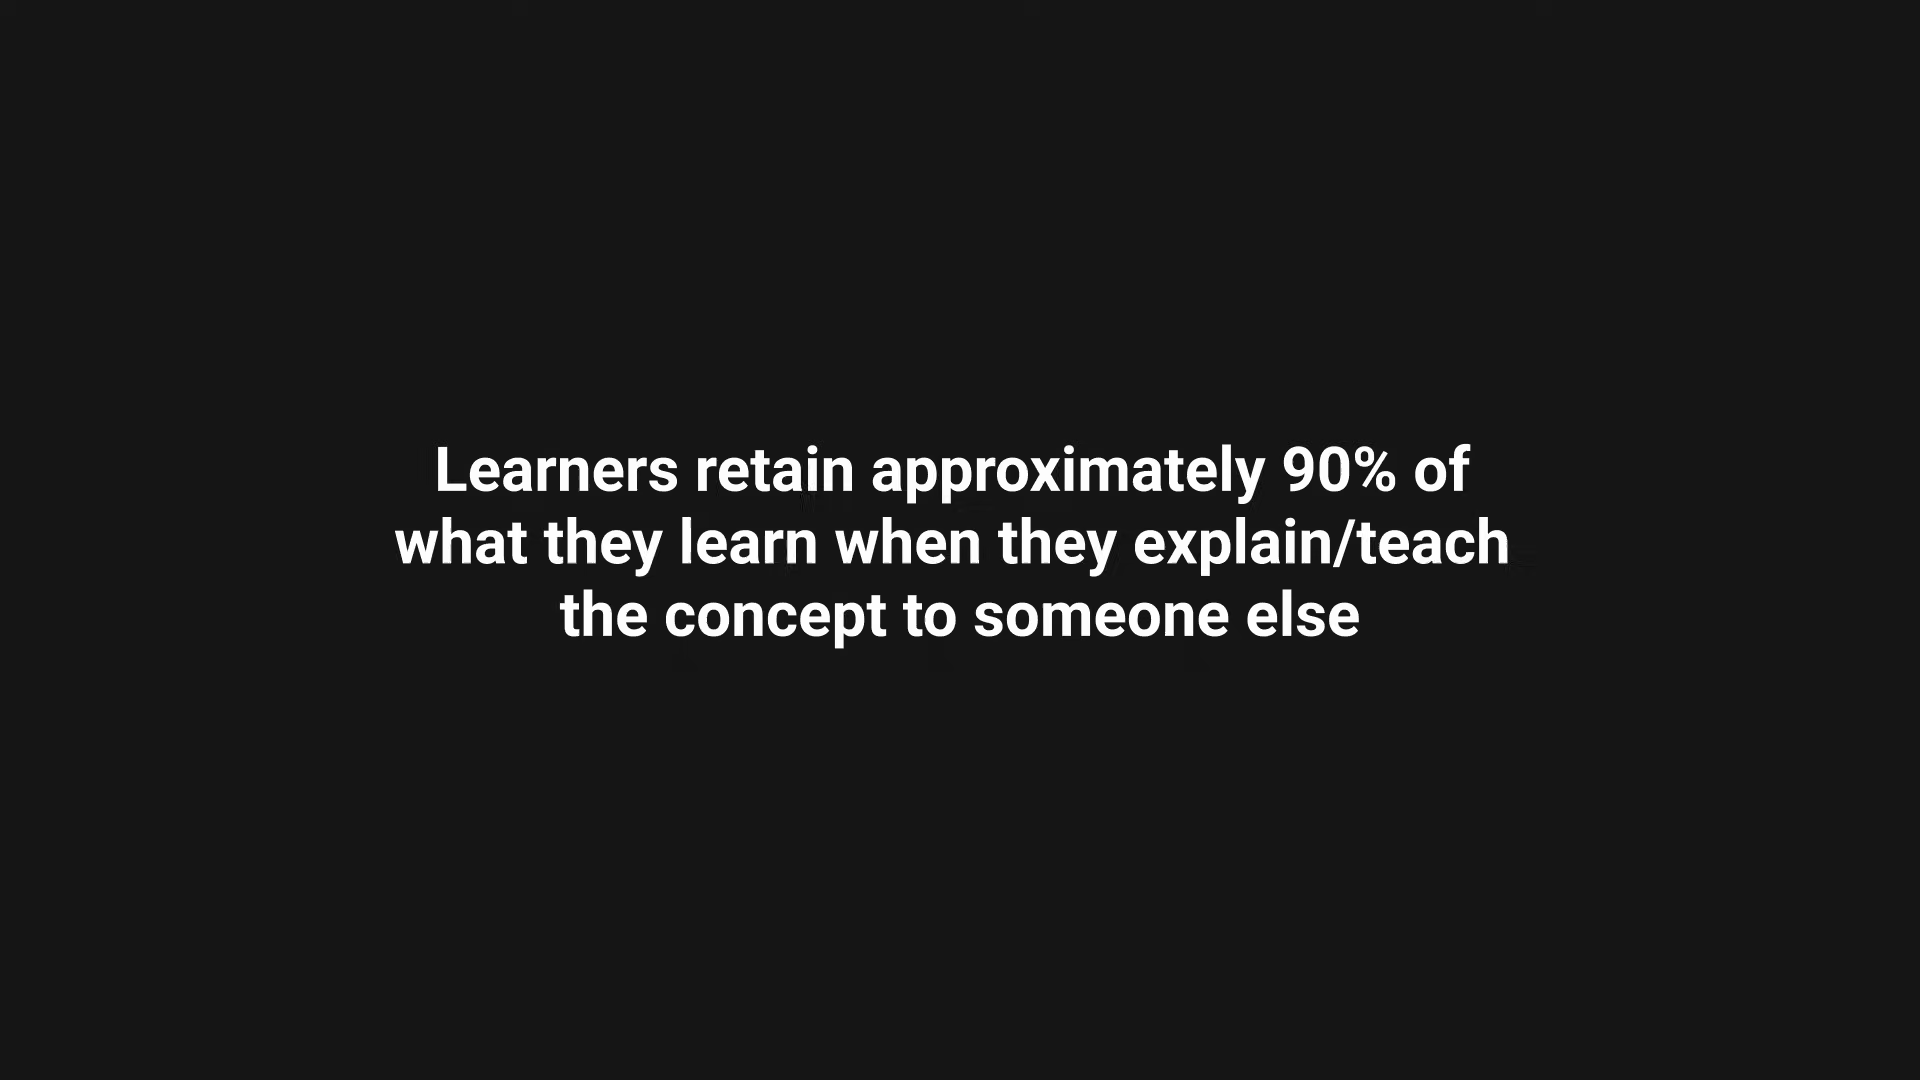 Learners retain approximately 90% of
what they learn when they explain/teach
the concept to someone else